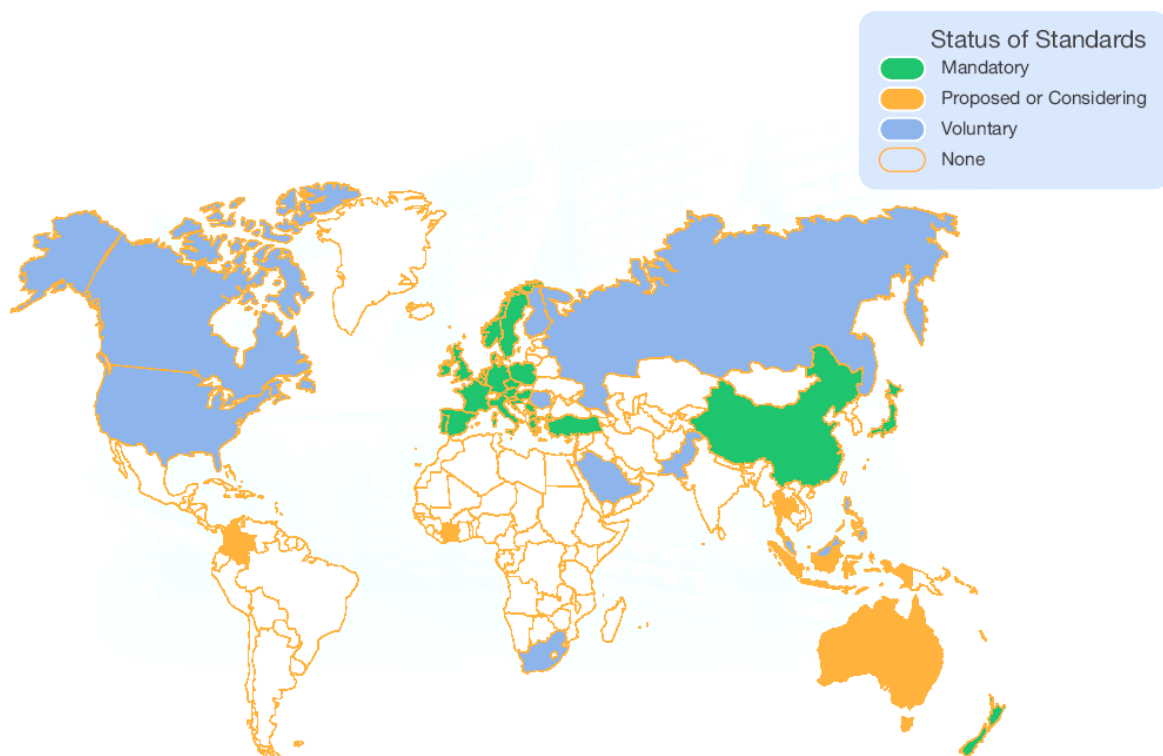 Status of Standards
Mandatory
Proposed or Considering
Voluntary
None